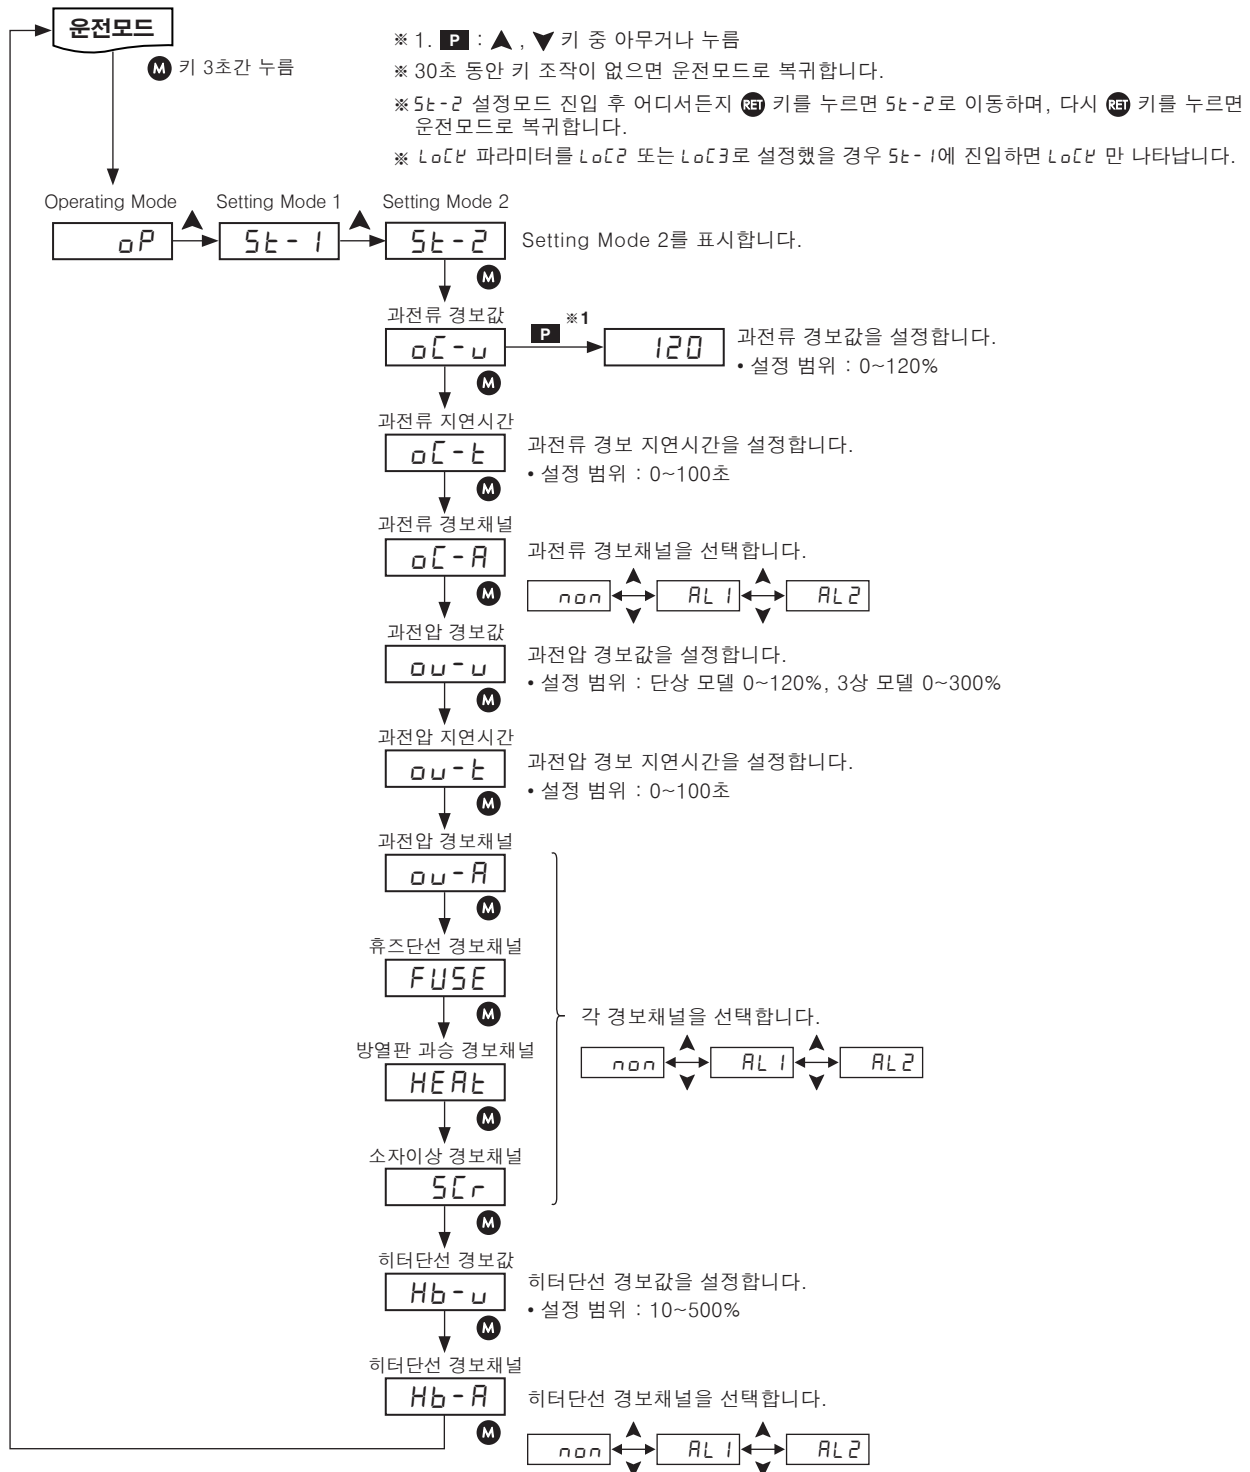 운전모드
M 키 3초간 누름
※ 1. P : ▲ , ▼ 키 중 아무거나 누름
※ 30초 동안 키 조작이 없으면 운전모드로 복귀합니다.
※ St-2 설정모드 진입 후 어디서든지 RET 키를 누르면 St-2로 이동하며, 다시 RET 키를 누르면
운전모드로 복귀합니다.
※ LoCK 파라미터를 LoC2 또는 LoC3로 설정했을 경우 St-1에 진입하면 LoCK 만 나타납니다.
Operating Mode Setting Mode 1 Setting Mode 2
oP St-1 St-2 Setting Mode 2를 표시합니다.
M
과전류 경보값
oC-v P ※1 120 과전류 경보값을 설정합니다.
• 설정 범위 : 0~120%
M
과전류 지연시간
oC-t 과전류 경보 지연시간을 설정합니다.
• 설정 범위 : 0~100초
M
과전류 경보채널
oC-A 과전류 경보채널을 선택합니다.
M
non AL1 AL2
과전압 경보값
ov-v 과전압 경보값을 설정합니다.
• 설정 범위 : 단상 모델 0~120%, 3상 모델 0~300%
M
과전압 지연시간
ov-t 과전압 경보 지연시간을 설정합니다.
• 설정 범위 : 0~100초
M
과전압 경보채널
ov-A
M
휴즈단선 경보채널
FUSE
M
각 경보채널을 선택합니다.
방열판 과승 경보채널
non AL1 AL2
HEAt
M
소자이상 경보채널
SCr
M
히터단선 경보값
Hb-v 히터단선 경보값을 설정합니다.
• 설정 범위 : 10~500%
M
히터단선 경보채널
Hb-A 히터단선 경보채널을 선택합니다.
M
non AL1 AL2